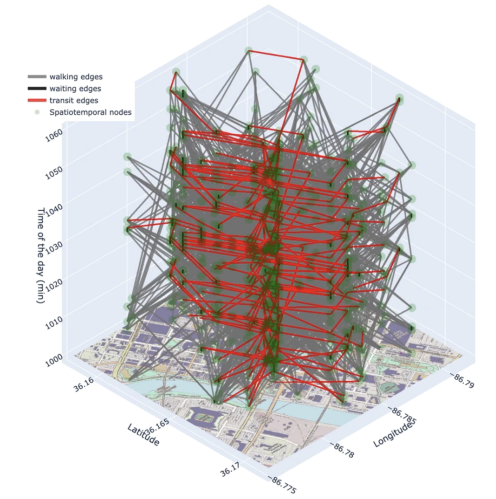 walking edges
waiting edges
transit edges
Spatiotemporal nodes
1060
1050
1040
1030
1020
1010
1000
Time of the day (min)
36.16
36.165
36.17
Latitude
−86.79
−86.785
−86.78
−86.775
Longitude